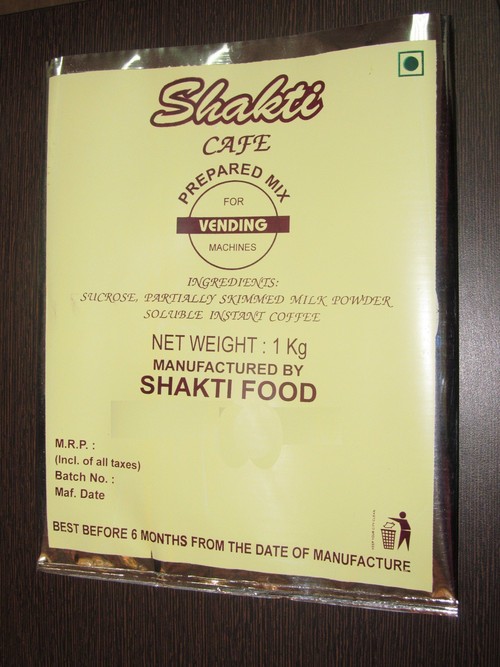 Shakti
CAFE
PREPARED MIX
FOR
VENDING
MACHINES
INGREDIENTS:
SUCROSE, PARTIALLY SKIMMED MILK POWDER
SOLUBLE INSTANT COFFEE
NET WEIGHT : 1 Kg
MANUFACTURED BY
SHAKTI FOOD
M.R.P. :
(Incl. of all taxes)
Batch No. :
Maf. Date
BEST BEFORE 6 MONTHS FROM THE DATE OF MANUFACTURE